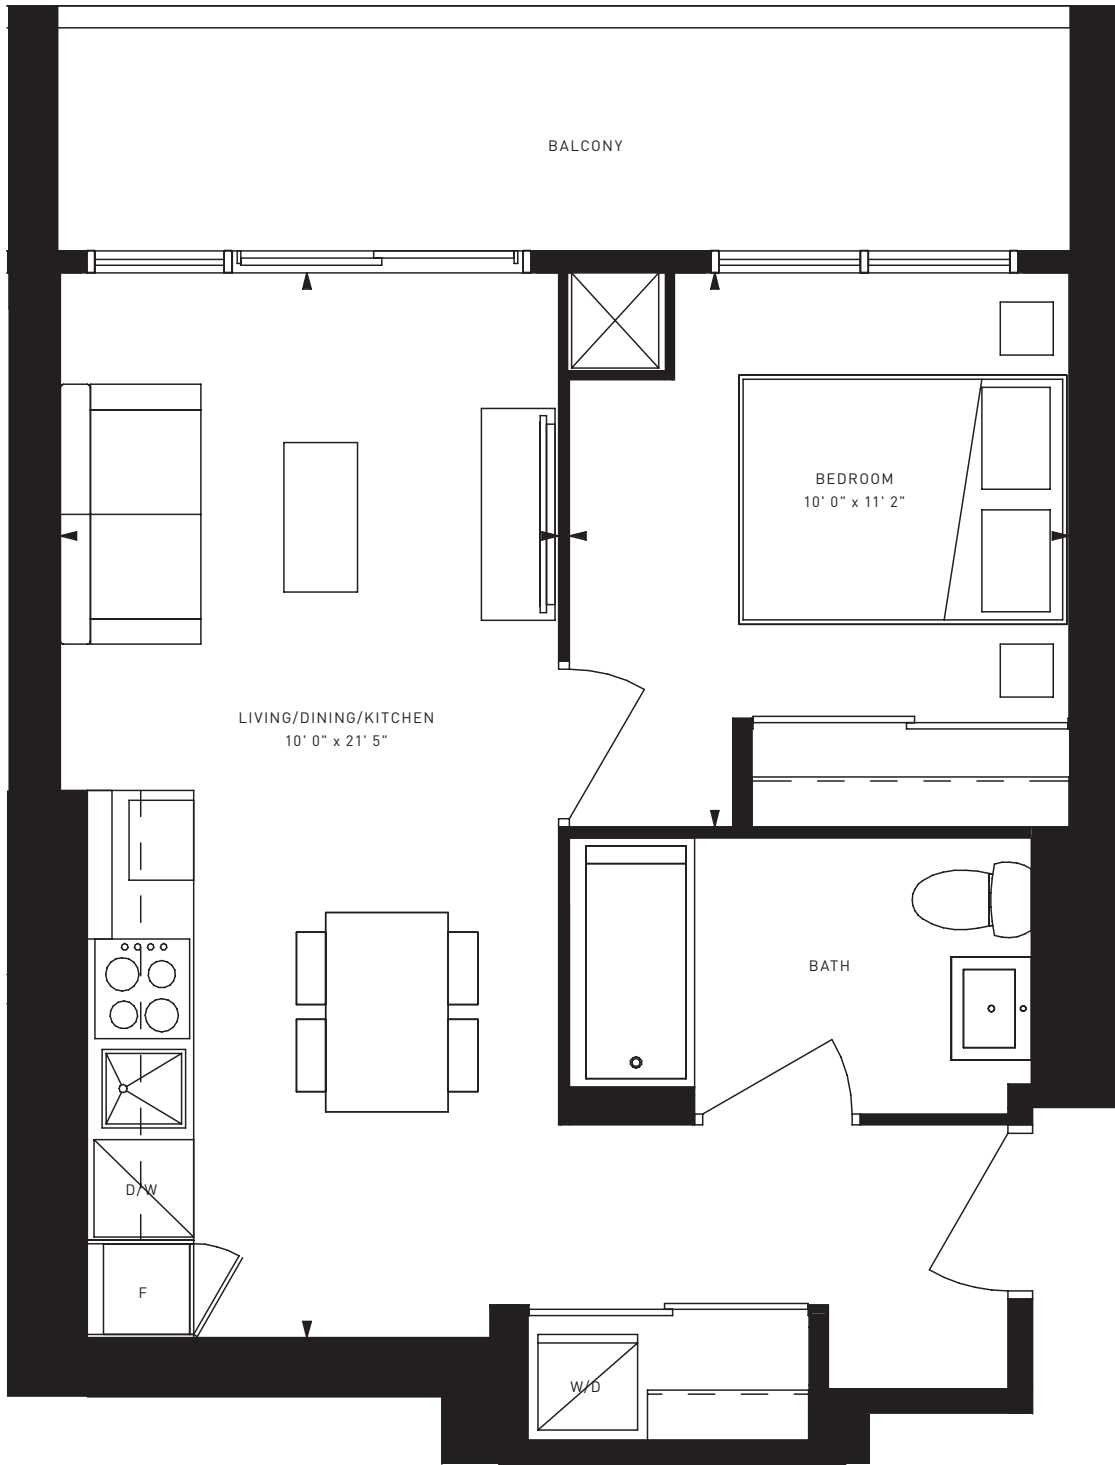 BALCONY
BEDROOM
10' 0" x 11' 2"
LIVING/DINING/KITCHEN
10' 0" x 21' 5"
BATH
D/W
F
W/D